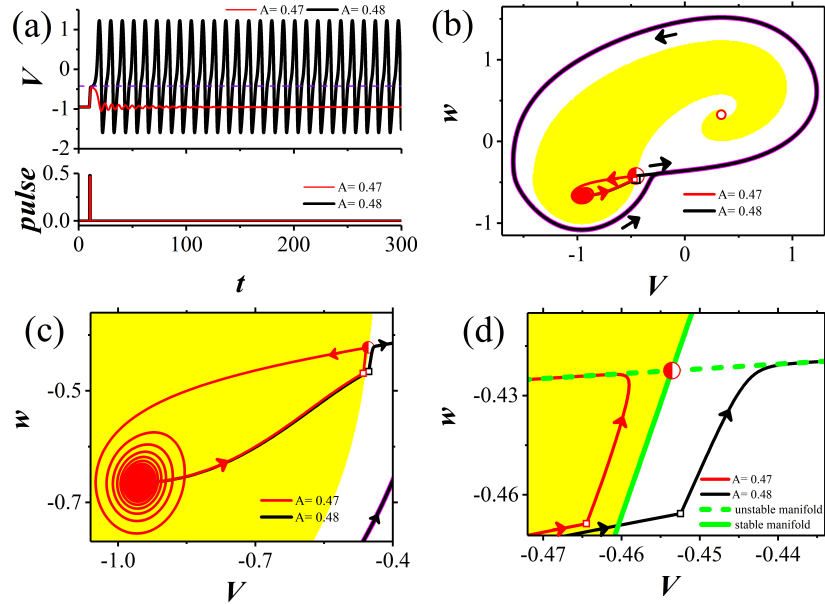 (a)
A= 0.47 A= 0.48
V
1
0
-1
-2
pulse
0.5
0.0
A= 0.47
A= 0.48
0 100 200 300
t
(b)
w
1
0
-1
A= 0.47
A= 0.48
-1 0 1
V
(c)
w
-0.5
-0.7
A= 0.47
A= 0.48
-1.0 -0.7 -0.4
V
(d)
w
-0.43
-0.46
A= 0.47
A= 0.48
unstable manifold
stable manifold
-0.47 -0.46 -0.45 -0.44
V